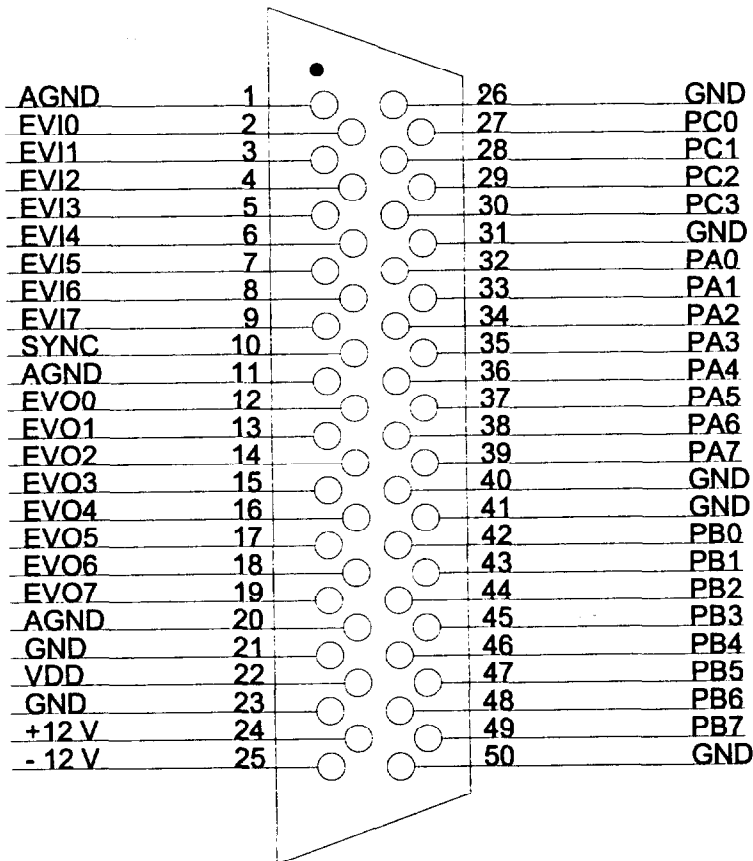 AGND 1 26 GND
EVI0 2 27 PC0
EVI1 3 28 PC1
EVI2 4 29 PC2
EVI3 5 30 PC3
EVI4 6 31 GND
EVI5 7 32 PA0
EVI6 8 33 PA1
EVI7 9 34 PA2
SYNC 10 35 PA3
AGND 11 36 PA4
EVO0 12 37 PA5
EVO1 13 38 PA6
EVO2 14 39 PA7
EVO3 15 40 GND
EVO4 16 41 GND
EVO5 17 42 PB0
EVO6 18 43 PB1
EVO7 19 44 PB2
AGND 20 45 PB3
GND 21 46 PB4
VDD 22 47 PB5
GND 23 48 PB6
+12 V 24 49 PB7
- 12 V 25 50 GND